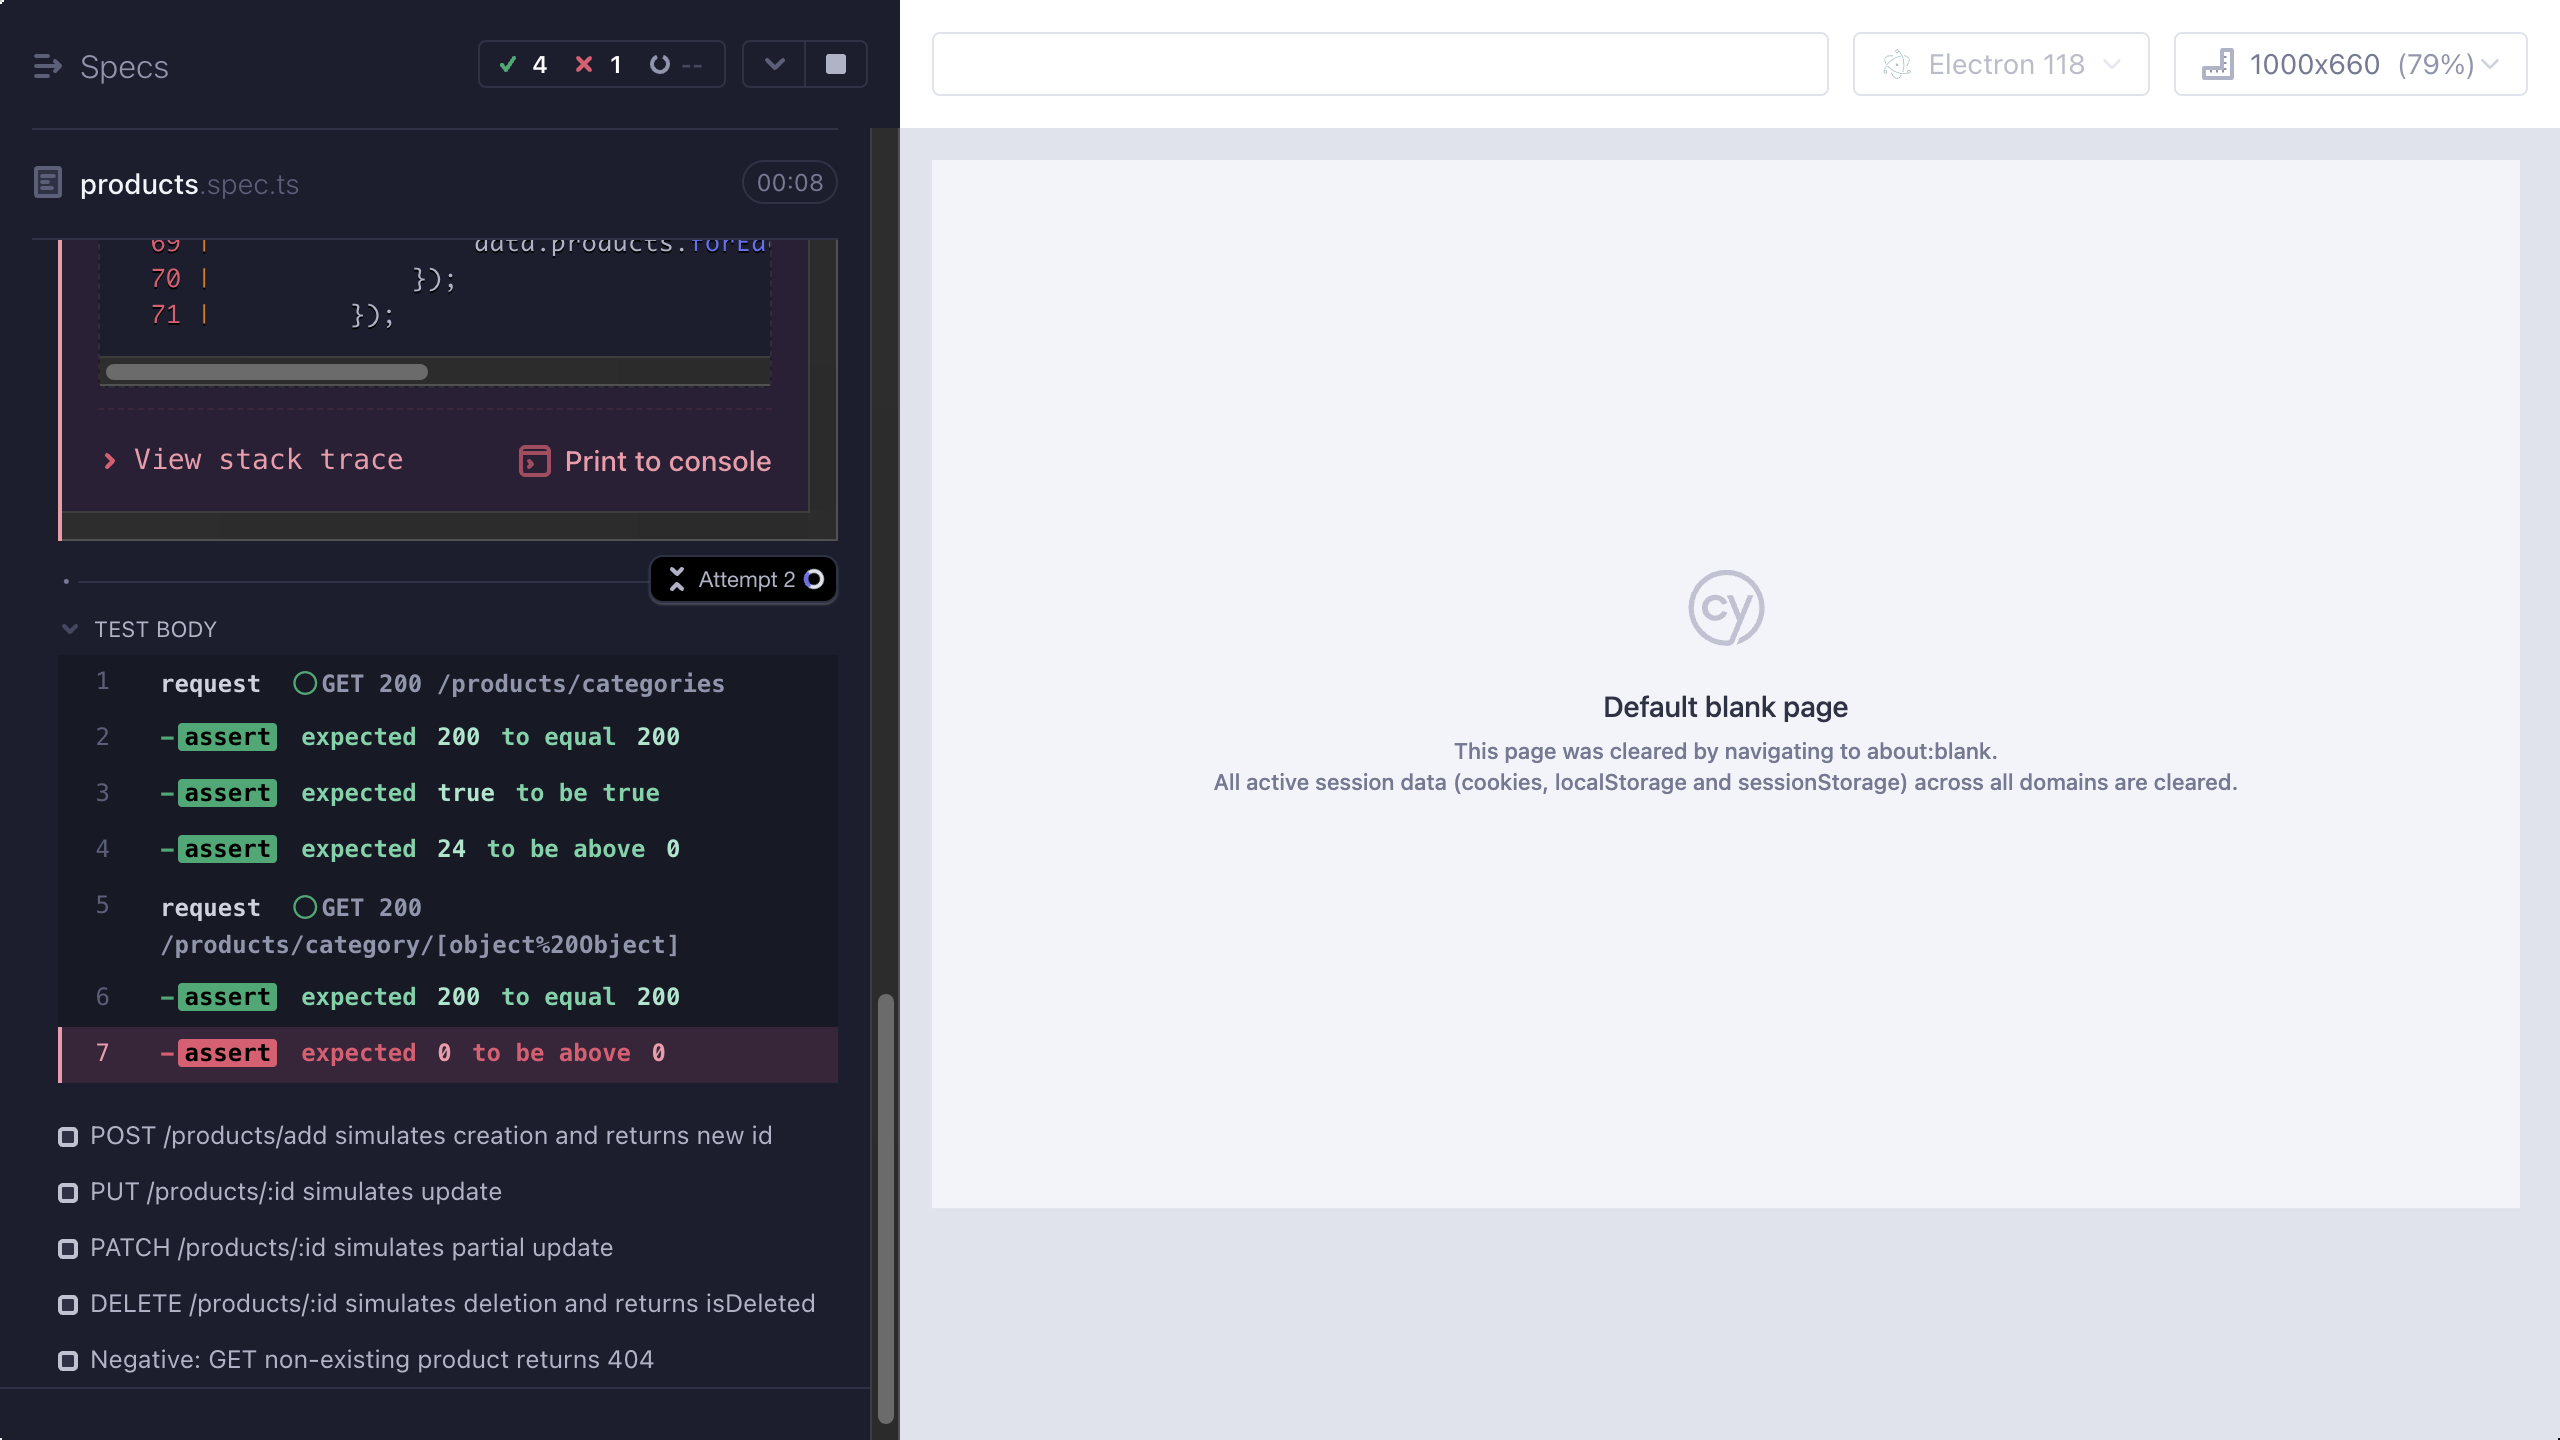 Specs
4 1 --
products.spec.ts
00:08
69 | data.products.forEa
70 | });
71 | });
View stack trace
Print to console
Attempt 2
TEST BODY
1 request GET 200 /products/categories
2 -assert expected 200 to equal 200
3 -assert expected true to be true
4 -assert expected 24 to be above 0
5 request GET 200
/products/category/[object%20Object]
6 -assert expected 200 to equal 200
7 -assert expected 0 to be above 0
POST /products/add simulates creation and returns new id
PUT /products/:id simulates update
PATCH /products/:id simulates partial update
DELETE /products/:id simulates deletion and returns isDeleted
Negative: GET non-existing product returns 404
Electron 118
1000x660 (79%)
cy
Default blank page
This page was cleared by navigating to about:blank.
All active session data (cookies, localStorage and sessionStorage) across all domains are cleared.